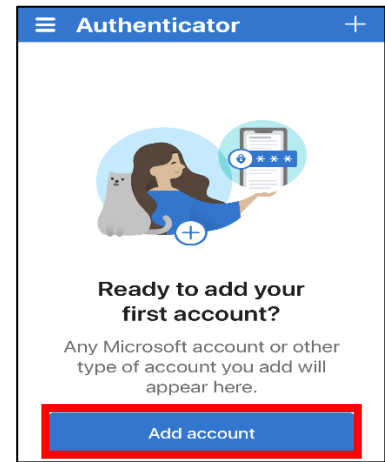 Authenticator
***
Ready to add your
first account?
Any Microsoft account or other
type of account you add will
appear here.
Add account